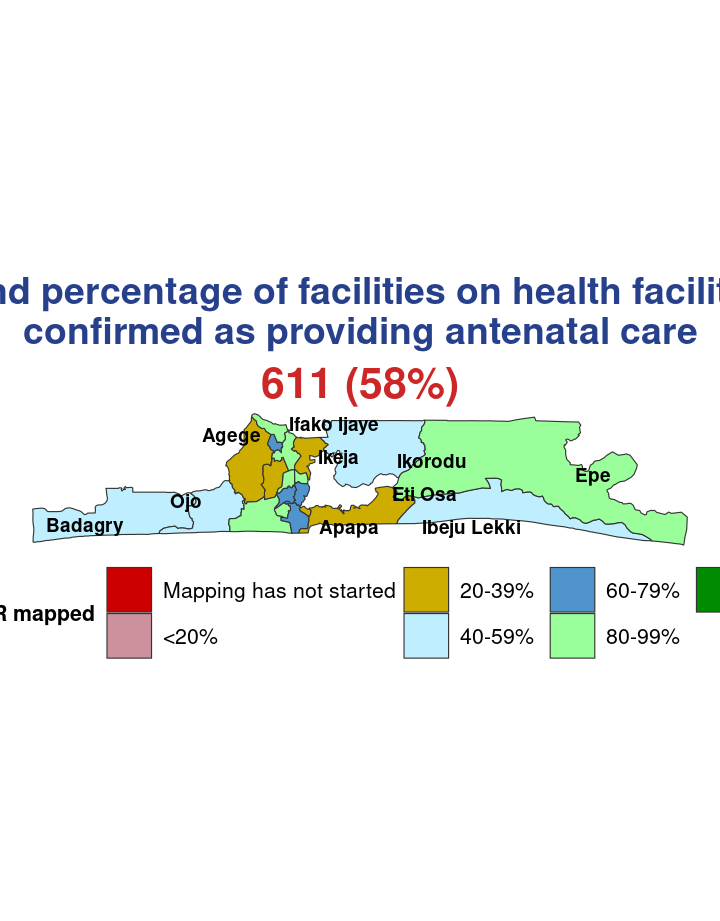 percentage of facilities on health
confirmed as providing antenatal care
611 (58%)
Ifako Ijaye
Agege
Ikeja
Ikorodu
Epe
Eti Osa
Ojo
Badagry
Apapa
Ibeju Lekki
Mapping has not started
20-39%
60-79%
mapped
<20%
40-59%
80-99%